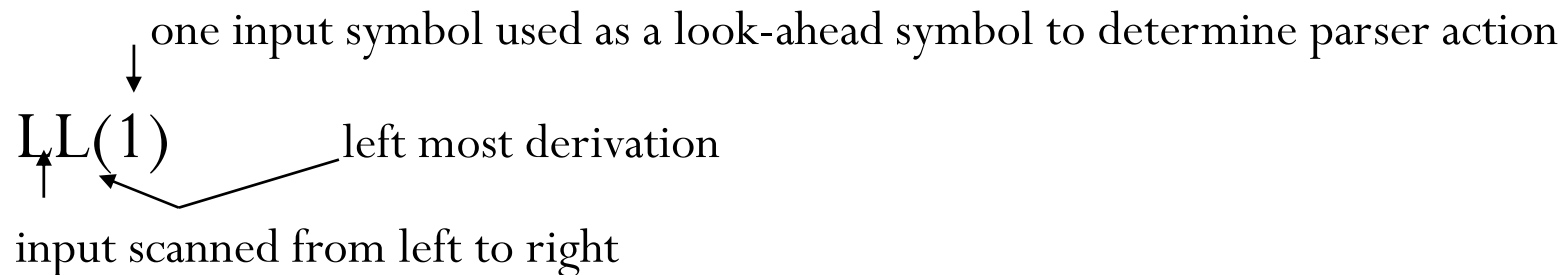 one input symbol used as a look-ahead symbol to determine parser action
LL(1)
left most derivation
input scanned from left to right